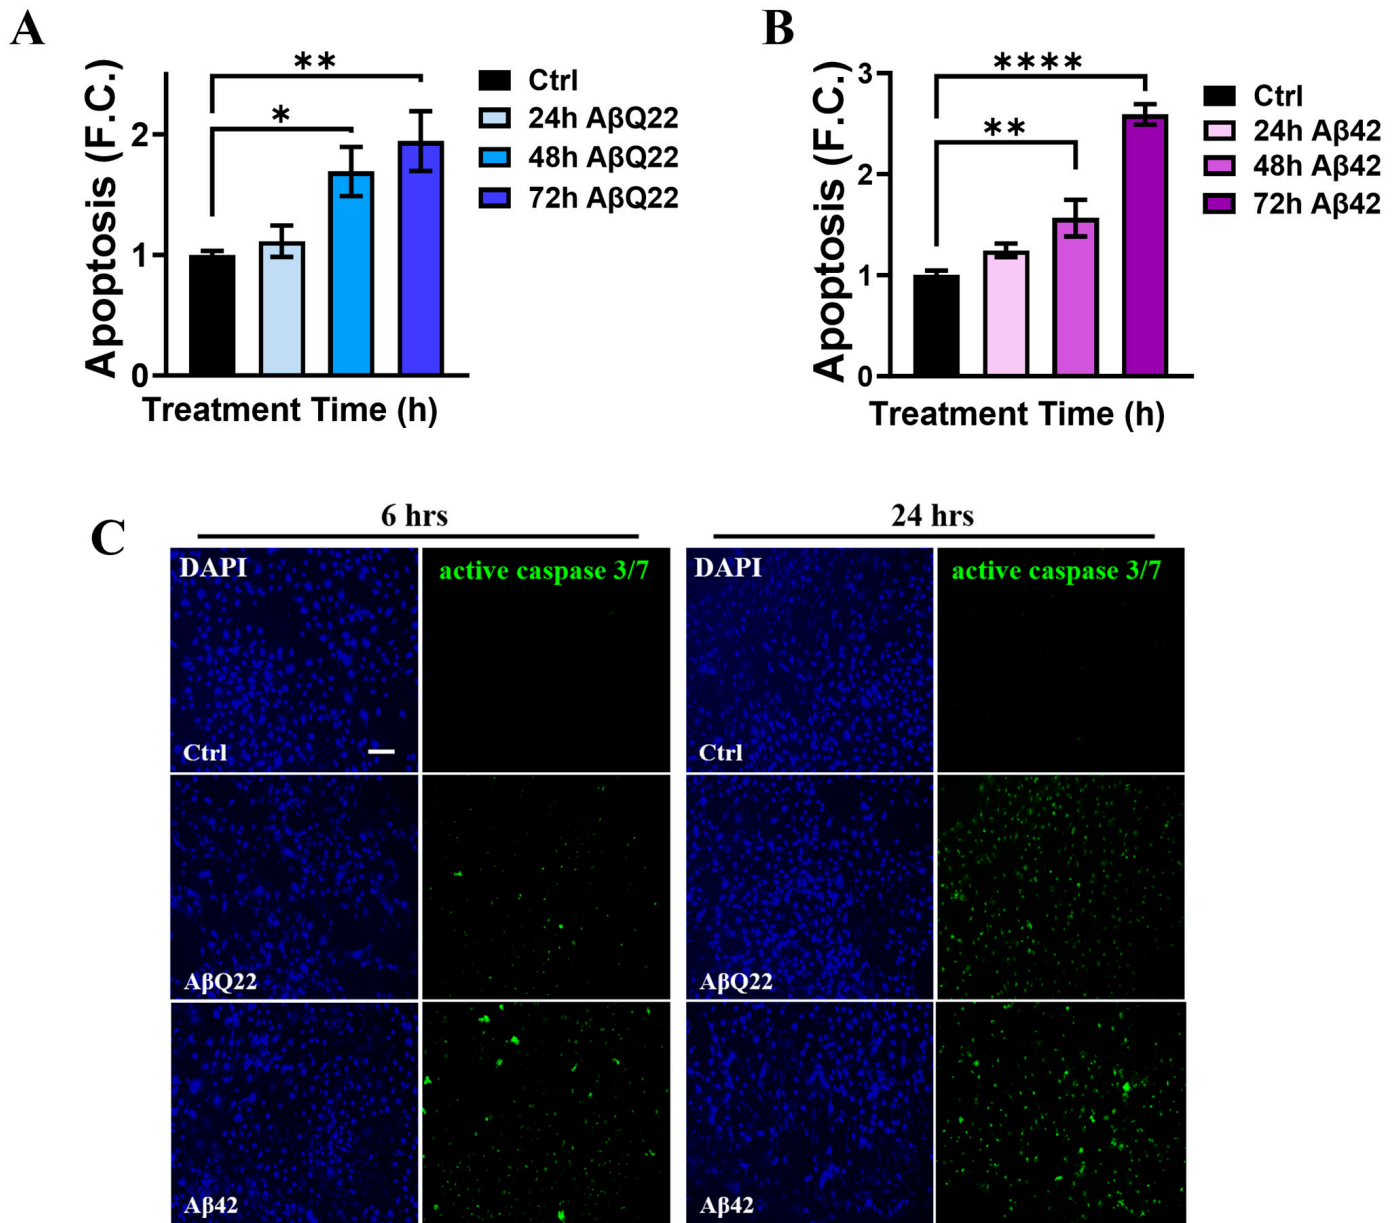 A
Apoptosis (F.C.)
2
1
0
**
*
Ctrl
24h AβQ22
48h AβQ22
72h AβQ22
Treatment Time (h)
B
Apoptosis (F.C.)
3
2
1
0
****
**
Ctrl
24h Aβ42
48h Aβ42
72h Aβ42
Treatment Time (h)
C
6 hrs
24 hrs
DAPI
active caspase 3/7
DAPI
active caspase 3/7
Ctrl
Ctrl
AβQ22
AβQ22
Aβ42
Aβ42